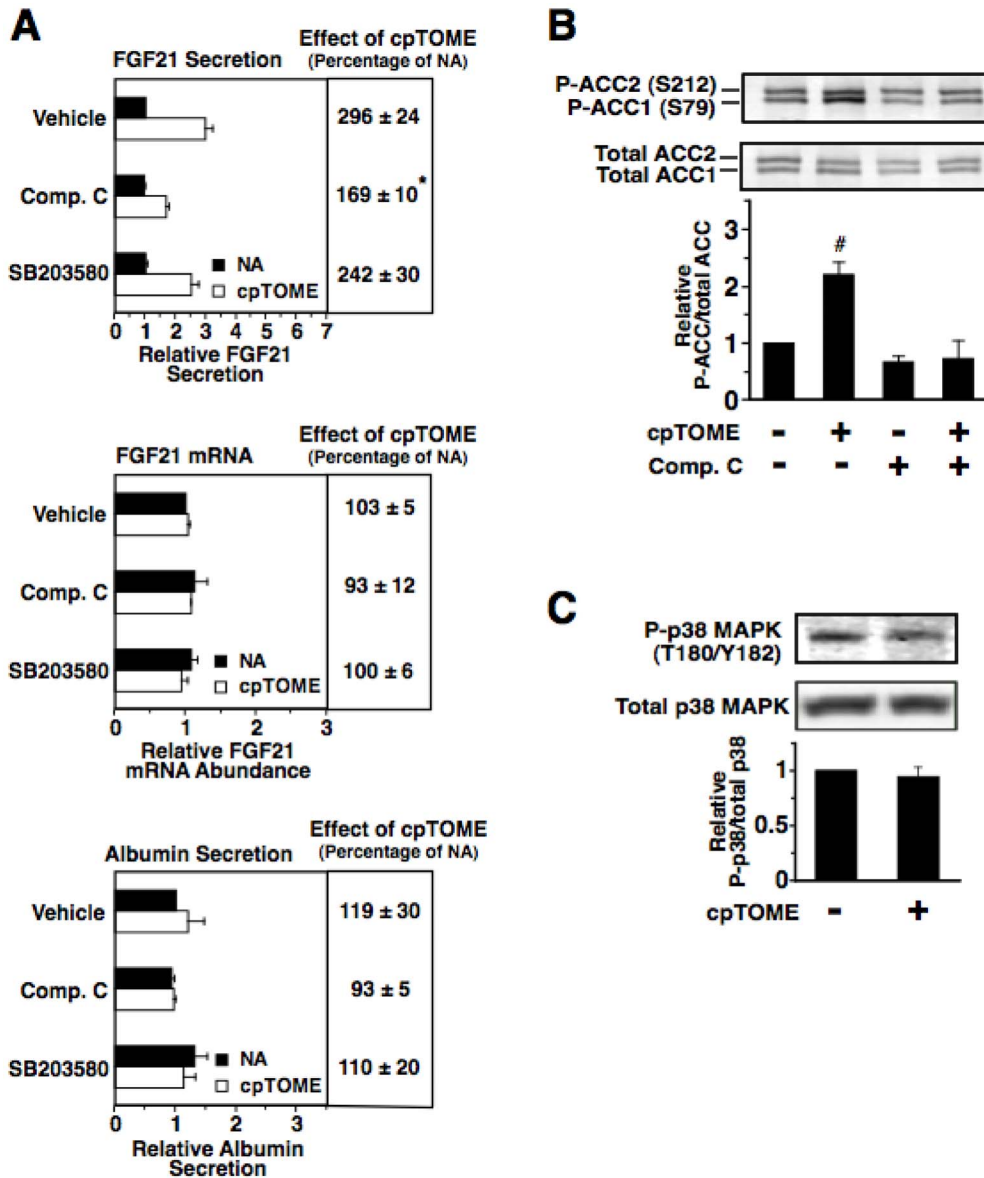 A
Effect of cpTOME
FGF21 Secretion (Percentage of NA)
Vehicle 296 ± 24
Comp. C 169 ± 10*
SB203580 242 ± 30
NA
cpTOME
0 1 2 3 4 5 6 7
Relative FGF21
Secretion
Effect of cpTOME
FGF21 mRNA (Percentage of NA)
Vehicle 103 ± 5
Comp. C 93 ± 12
SB203580 100 ± 6
NA
cpTOME
0 1 2 3
Relative FGF21
mRNA Abundance
Effect of cpTOME
Albumin Secretion (Percentage of NA)
Vehicle 119 ± 30
Comp. C 93 ± 5
SB203580 110 ± 20
NA
cpTOME
0 1 2 3
Relative Albumin
Secretion
B
P-ACC2 (S212)
P-ACC1 (S79)
Total ACC2
Total ACC1
Relative
P-ACC/total ACC
3
2
1
0
#
cpTOME - + - +
Comp. C - - + +
C
P-p38 MAPK
(T180/Y182)
Total p38 MAPK
Relative
P-p38/total p38
1
0.5
0
cpTOME - +